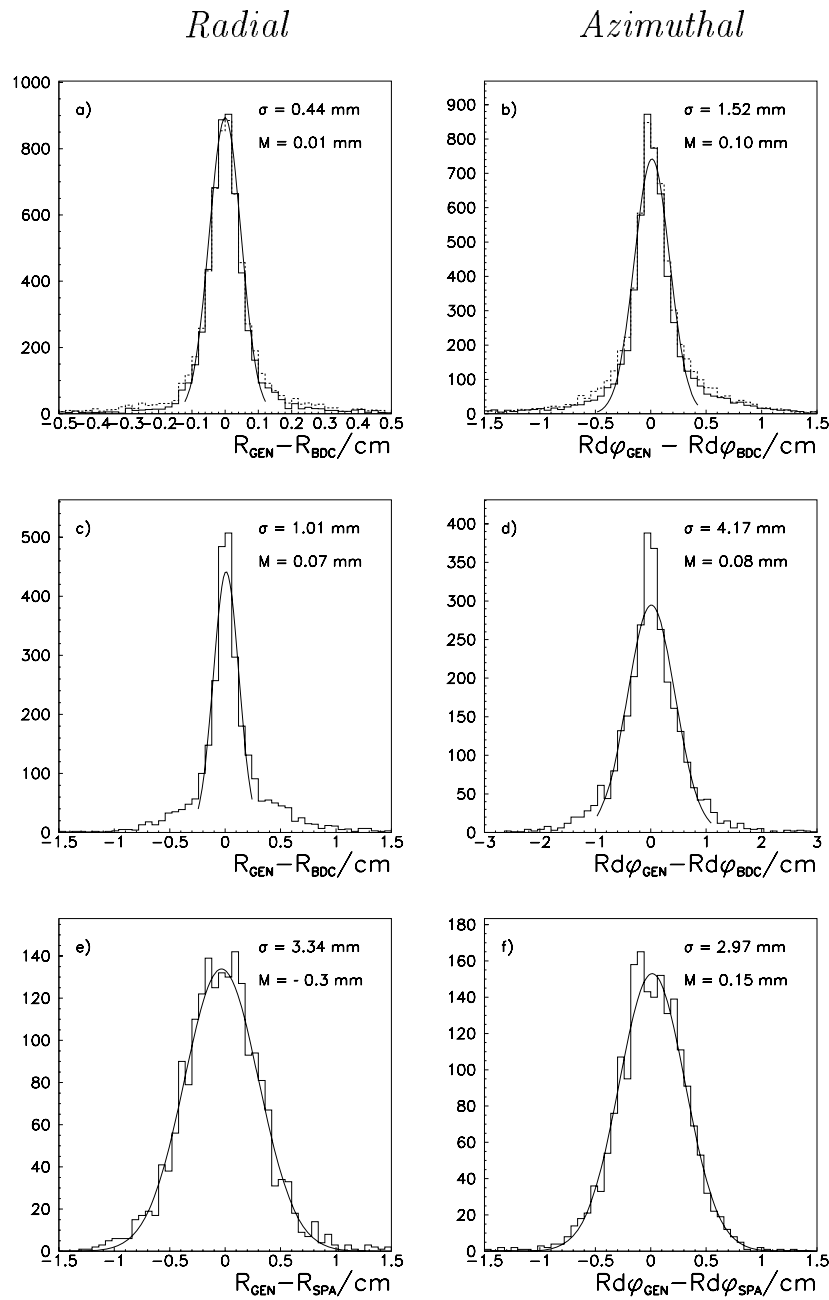 Radial Azimuthal
a) σ = 0.44 mm
M = 0.01 mm
1000
800
600
400
200
0
-0.5 -0.4 -0.3 -0.2 -0.1 0 0.1 0.2 0.3 0.4 0.5
R_GEN − R_BDC/cm
b) σ = 1.52 mm
M = 0.10 mm
900
800
700
600
500
400
300
200
100
0
-1.5 -1 -0.5 0 0.5 1 1.5
Rdφ_GEN − Rdφ_BDC/cm
c) σ = 1.01 mm
M = 0.07 mm
500
400
300
200
100
0
-1.5 -1 -0.5 0 0.5 1 1.5
R_GEN − R_BDC/cm
d) σ = 4.17 mm
M = 0.08 mm
400
350
300
250
200
150
100
50
0
-3 -2 -1 0 1 2 3
Rdφ_GEN − Rdφ_BDC/cm
e) σ = 3.34 mm
M = - 0.3 mm
140
120
100
80
60
40
20
0
-1.5 -1 -0.5 0 0.5 1 1.5
R_GEN − R_SPA/cm
f) σ = 2.97 mm
M = 0.15 mm
180
160
140
120
100
80
60
40
20
0
-1.5 -1 -0.5 0 0.5 1 1.5
Rdφ_GEN − Rdφ_SPA/cm